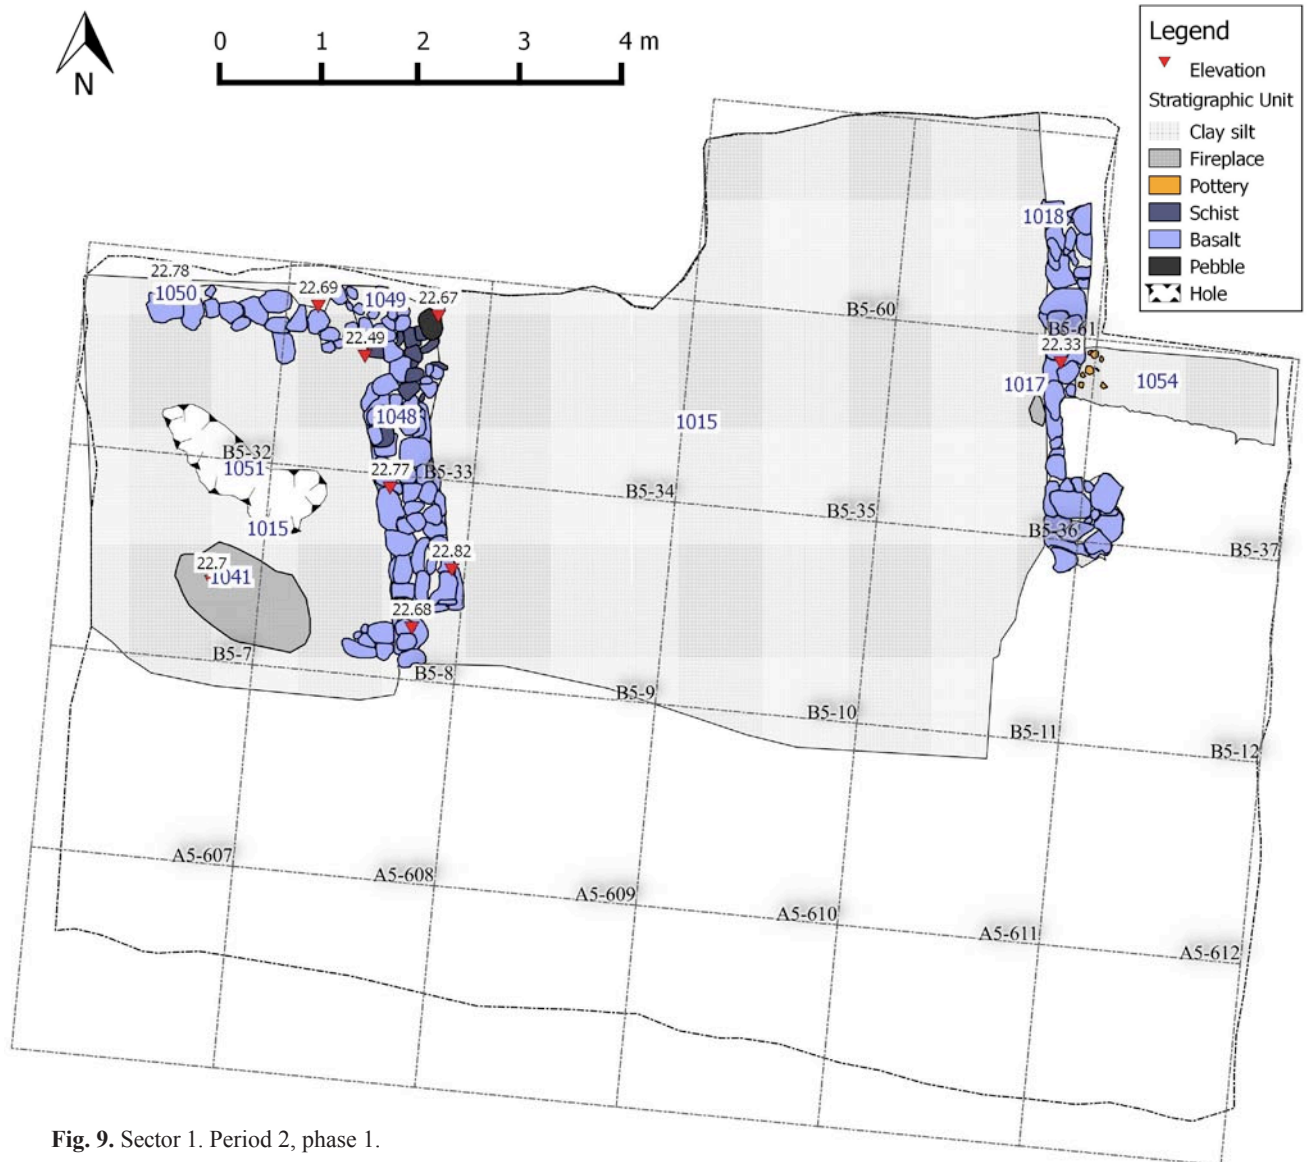 N
0 1 2 3 4 m
Legend
Elevation
Stratigraphic Unit
Clay silt
Fireplace
Pottery
Schist
Basalt
Pebble
Hole
1018
22.78
1050
22.69
1049
22.67
B5-60
B5-61
22.49
22.33
1017
1054
1048
1015
B5-32
1051
22.77
B5-33
B5-34
B5-35
B5-36
B5-37
1015
22.7
1041
22.82
22.68
B5-7
B5-8
B5-9
B5-10
B5-11
B5-12
A5-607
A5-608
A5-609
A5-610
A5-611
A5-612
Fig. 9. Sector 1. Period 2, phase 1.